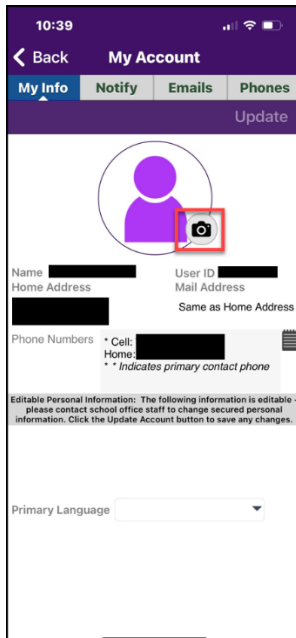 10:39
Back My Account
My Info Notify Emails Phones
Update
Name User ID
Home Address Mail Address
Same as Home Address
Phone Numbers * Cell:
Home:
* * Indicates primary contact phone
Editable Personal Information: The following information is editable -
please contact school office staff to change secured personal
information. Click the Update Account button to save any changes.
Primary Language